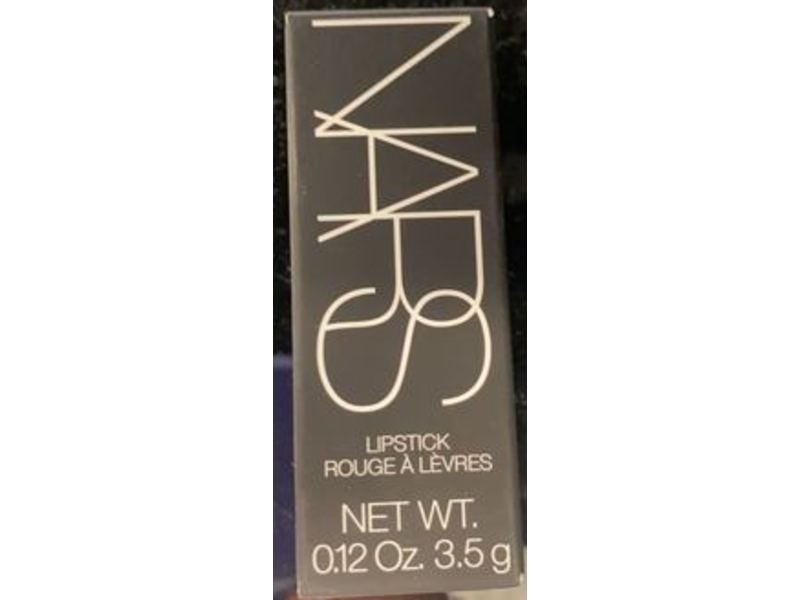 NARS
LIPSTICK
ROUGE À LÈVRES
NET WT.
0.12 Oz. 3.5 g